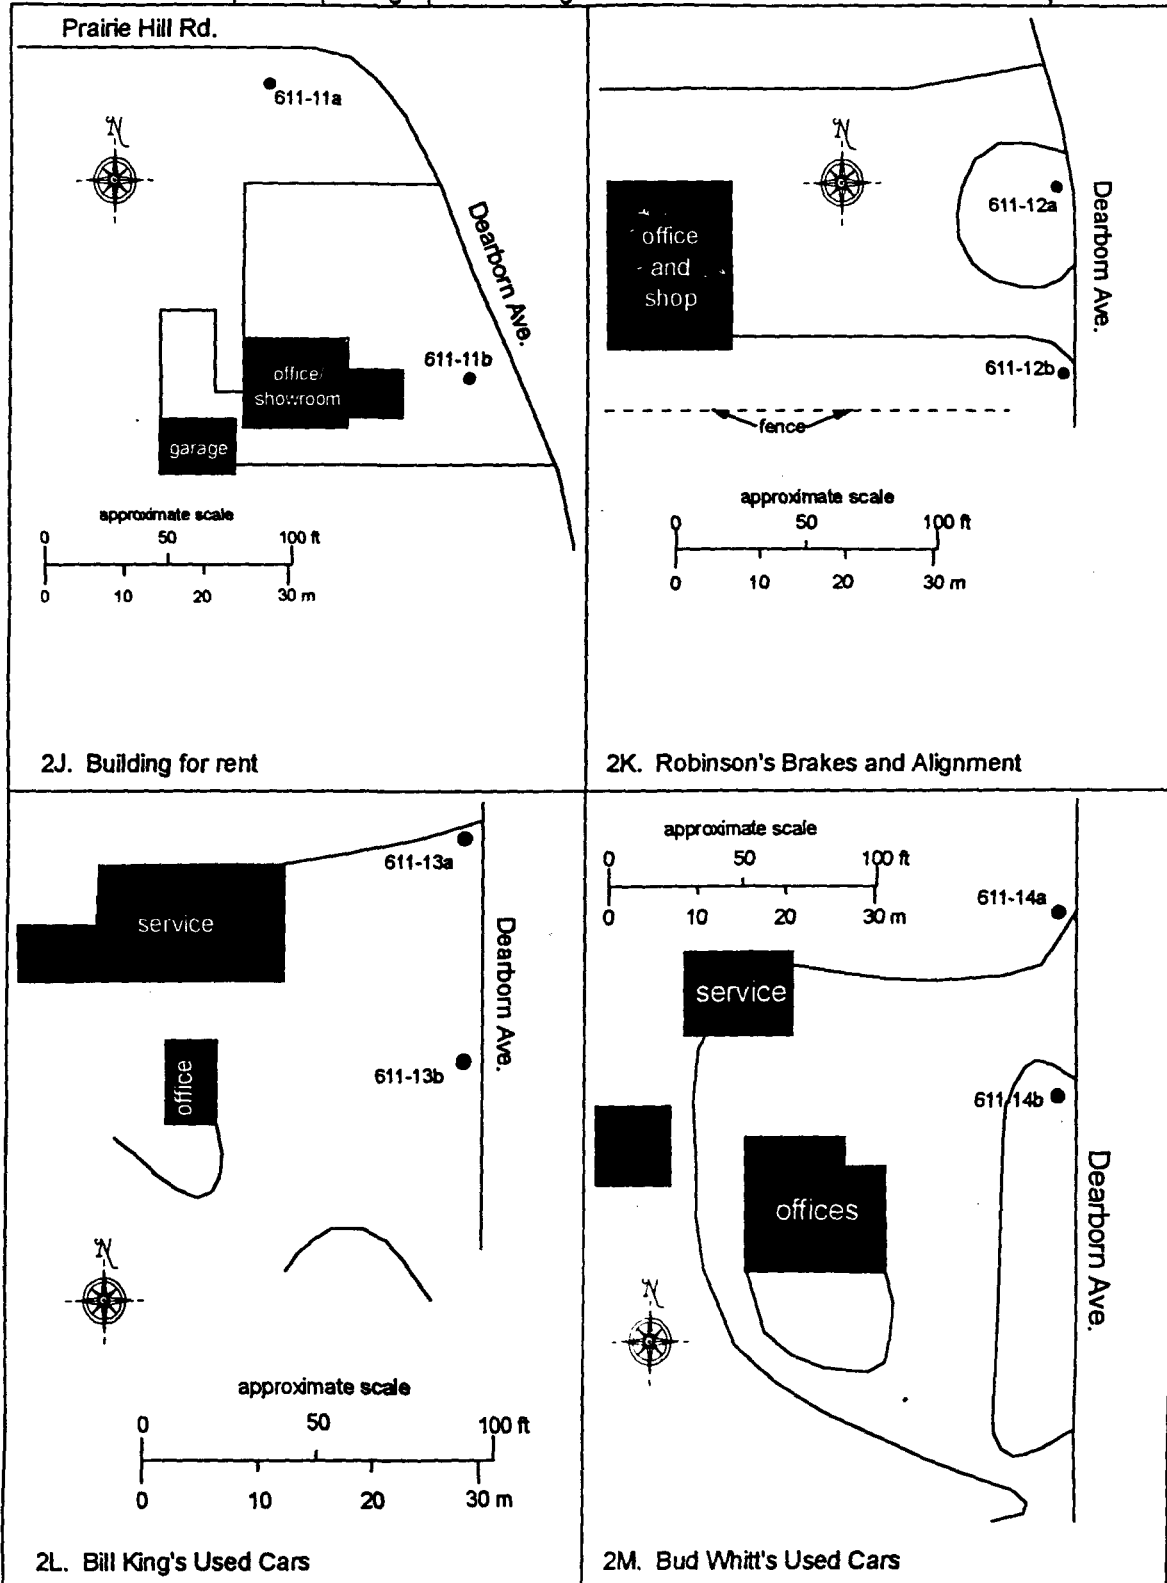 Prairie Hill Rd.
611-11a
N
Dearborn Ave.
611-11b
office/
showroom
garage
approximate scale
0 50 100 ft
0 10 20 30 m
2J. Building for rent
N
611-12a
Dearborn Ave.
office
and
shop
611-12b
fence
approximate scale
0 50 100 ft
0 10 20 30 m
2K. Robinson's Brakes and Alignment
611-13a
service
Dearborn Ave.
office
611-13b
N
approximate scale
0 50 100 ft
0 10 20 30 m
2L. Bill King's Used Cars
approximate scale
0 50 100 ft
0 10 20 30 m
611-14a
service
611-14b
offices
Dearborn Ave.
N
2M. Bud Whitt's Used Cars